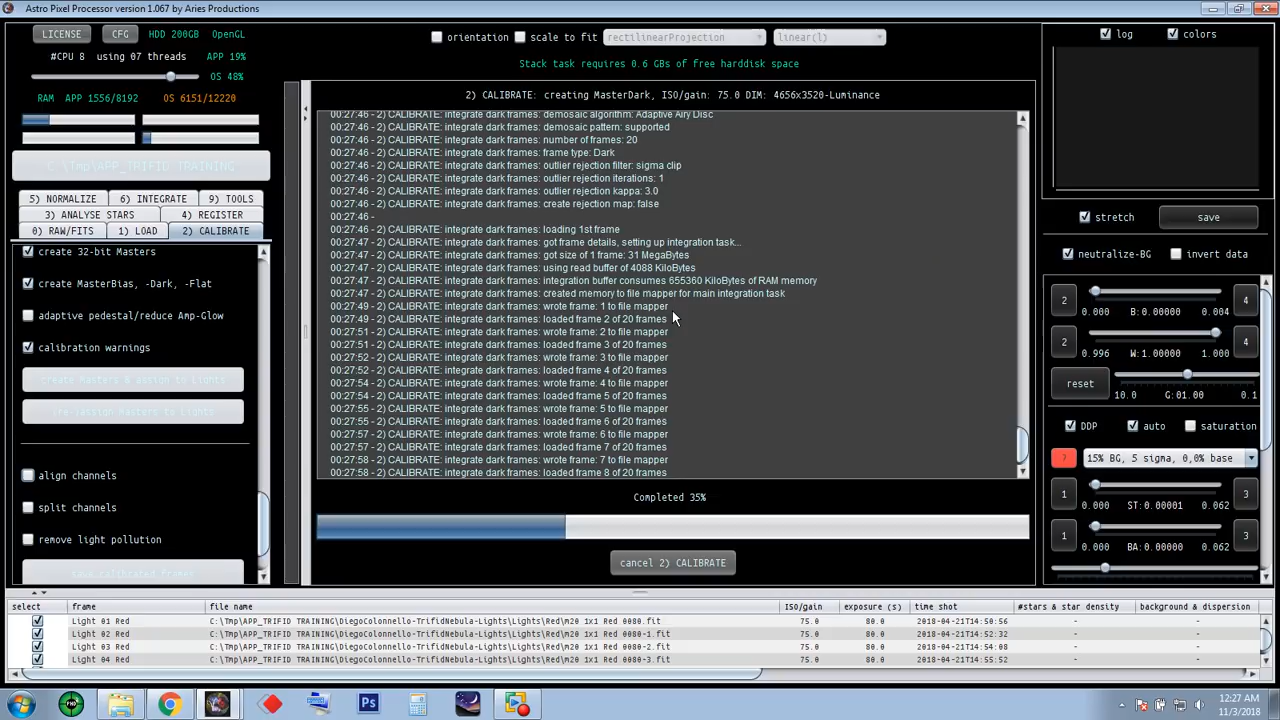 Astro Pixel Processor version 1.067 by Aries Productions
LICENSE CFG HDD 200GB OpenGL
#CPU 8 using 07 threads APP 19%
OS 48%
RAM APP 1556/8192 OS 6151/12220
C:\Tmp\APP_TRIFID TRAINING
5) NORMALIZE 6) INTEGRATE 9) TOOLS
3) ANALYSE STARS 4) REGISTER
0) RAW/FITS 1) LOAD 2) CALIBRATE
create 32-bit Masters
create MasterBias, -Dark, -Flat
adaptive pedestal/reduce Amp-Glow
calibration warnings
create Masters & assign to Lights
(re-)assign Masters to Lights
align channels
split channels
remove light pollution
save calibrated frames
orientation scale to fit rectilinearProjection linear(l)
Stack task requires 0.6 GBs of free harddisk space
2) CALIBRATE: creating MasterDark, ISO/gain: 75.0 DIM: 4656x3520-Luminance
00:27:46 - 2) CALIBRATE: integrate dark frames: demosaic algorithm: Adaptive Airy Disc
00:27:46 - 2) CALIBRATE: integrate dark frames: demosaic pattern: supported
00:27:46 - 2) CALIBRATE: integrate dark frames: number of frames: 20
00:27:46 - 2) CALIBRATE: integrate dark frames: frame type: Dark
00:27:46 - 2) CALIBRATE: integrate dark frames: outlier rejection filter: sigma clip
00:27:46 - 2) CALIBRATE: integrate dark frames: outlier rejection iterations: 1
00:27:46 - 2) CALIBRATE: integrate dark frames: outlier rejection kappa: 3.0
00:27:46 - 2) CALIBRATE: integrate dark frames: create rejection map: false
00:27:46 -
00:27:46 - 2) CALIBRATE: integrate dark frames: loading 1st frame
00:27:47 - 2) CALIBRATE: integrate dark frames: got frame details, setting up integration task...
00:27:47 - 2) CALIBRATE: integrate dark frames: got size of 1 frame: 31 MegaBytes
00:27:47 - 2) CALIBRATE: integrate dark frames: using read buffer of 4088 KiloBytes
00:27:47 - 2) CALIBRATE: integrate dark frames: integration buffer consumes 655360 KiloBytes of RAM memory
00:27:47 - 2) CALIBRATE: integrate dark frames: created memory to file mapper for main integration task
00:27:49 - 2) CALIBRATE: integrate dark frames: wrote frame: 1 to file mapper
00:27:49 - 2) CALIBRATE: integrate dark frames: loaded frame 2 of 20 frames
00:27:51 - 2) CALIBRATE: integrate dark frames: wrote frame: 2 to file mapper
00:27:51 - 2) CALIBRATE: integrate dark frames: loaded frame 3 of 20 frames
00:27:52 - 2) CALIBRATE: integrate dark frames: wrote frame: 3 to file mapper
00:27:52 - 2) CALIBRATE: integrate dark frames: loaded frame 4 of 20 frames
00:27:54 - 2) CALIBRATE: integrate dark frames: wrote frame: 4 to file mapper
00:27:54 - 2) CALIBRATE: integrate dark frames: loaded frame 5 of 20 frames
00:27:55 - 2) CALIBRATE: integrate dark frames: wrote frame: 5 to file mapper
00:27:55 - 2) CALIBRATE: integrate dark frames: loaded frame 6 of 20 frames
00:27:57 - 2) CALIBRATE: integrate dark frames: wrote frame: 6 to file mapper
00:27:57 - 2) CALIBRATE: integrate dark frames: loaded frame 7 of 20 frames
00:27:58 - 2) CALIBRATE: integrate dark frames: wrote frame: 7 to file mapper
00:27:58 - 2) CALIBRATE: integrate dark frames: loaded frame 8 of 20 frames
Completed 35%
cancel 2) CALIBRATE
log colors
stretch save
neutralize-BG invert data
2 4
0.000 B:0.00000 0.004
2 4
0.996 W:1.00000 1.000
reset
10.0 G:01.00 0.1
DDP auto saturation
? 15% BG, 5 sigma, 0,0% base
1 3
0.000 ST:0.00001 0.062
1 3
0.000 BA:0.00000 0.062
select frame file name ISO/gain exposure (s) time shot #stars & star density background & dispersion
Light 01 Red C:\Tmp\APP_TRIFID TRAINING\DiegoColonnello-TrifidNebula-Lights\Lights\Red\m20 1x1 Red 0080.fit 75.0 80.0 2018-04-21T14:50:56 - -
Light 02 Red C:\Tmp\APP_TRIFID TRAINING\DiegoColonnello-TrifidNebula-Lights\Lights\Red\m20 1x1 Red 0080-1.fit 75.0 80.0 2018-04-21T14:52:32 - -
Light 03 Red C:\Tmp\APP_TRIFID TRAINING\DiegoColonnello-TrifidNebula-Lights\Lights\Red\m20 1x1 Red 0080-2.fit 75.0 80.0 2018-04-21T14:54:08 - -
Light 04 Red C:\Tmp\APP_TRIFID TRAINING\DiegoColonnello-TrifidNebula-Lights\Lights\Red\m20 1x1 Red 0080-3.fit 75.0 80.0 2018-04-21T14:55:52 - -
Ps
12:27 AM
11/3/2018